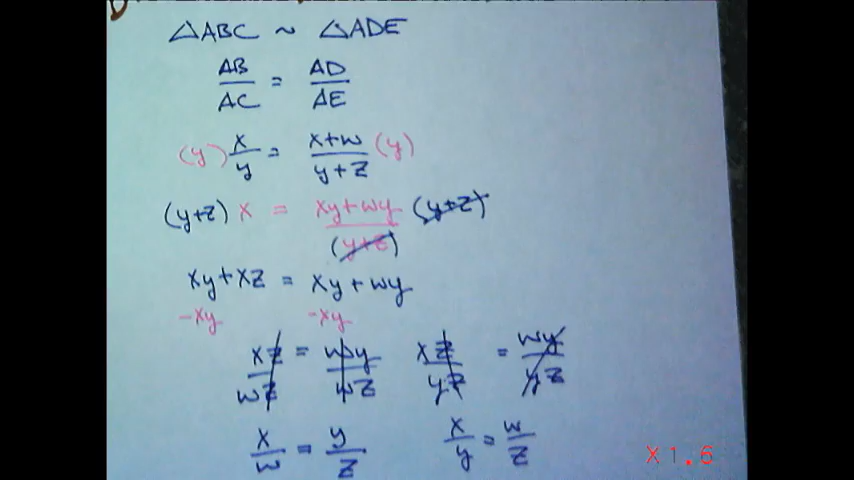 △ABC ~ △ADE
AB/AC = AD/AE
(y) x/y = x+w/y+z (y)
(y+z) x = xy+wy/(y+z) (y+z)
xy+xz = xy+wy
-xy -xy
xz/wz = wy/wz xz/yz = wy/yz
x/w = y/z x/y = w/z
X1.6